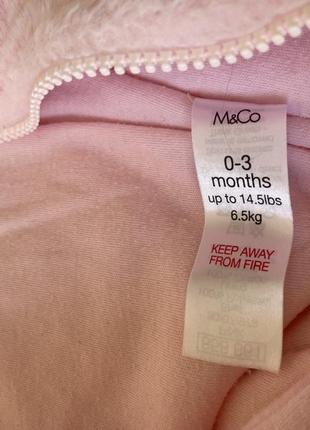 M&Co
0-3
months
up to 14.5lbs
6.5kg
KEEP AWAY
FROM FIRE